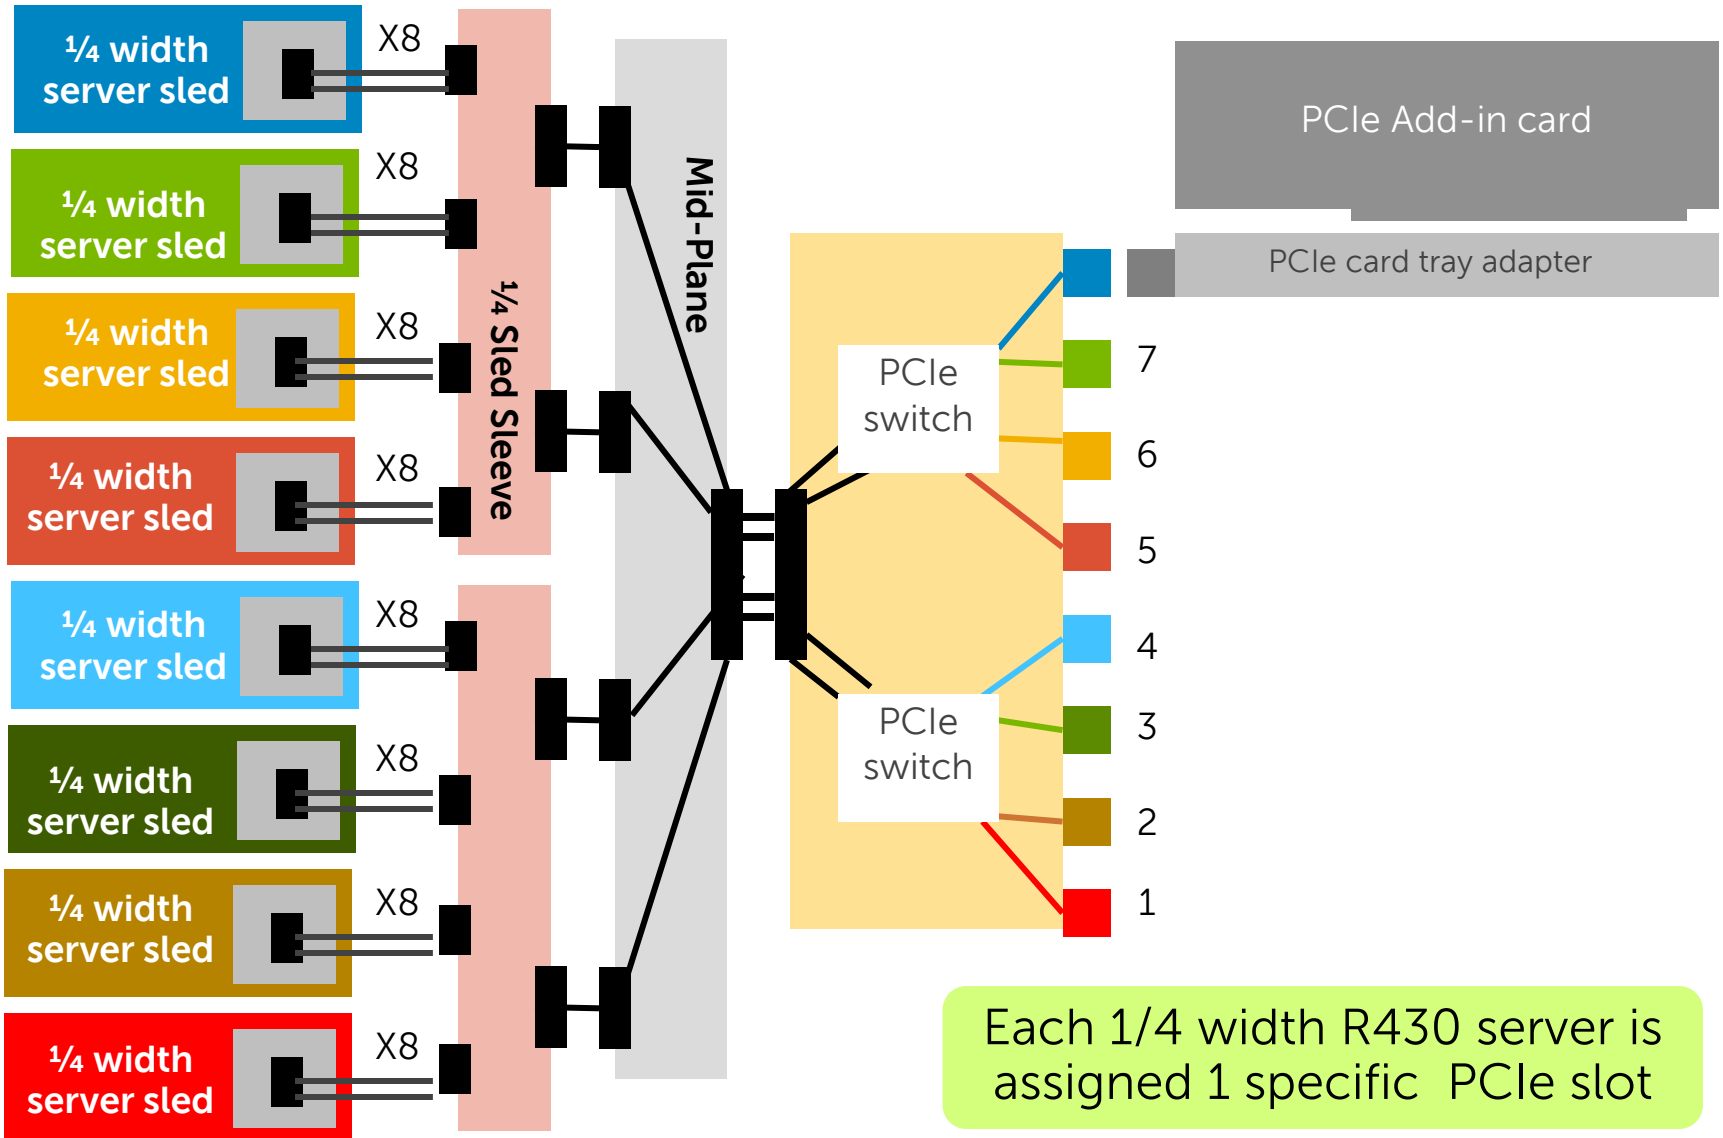 ¼ width
server sled
X8
¼ width
server sled
X8
¼ width
server sled
X8
¼ width
server sled
X8
¼ width
server sled
X8
¼ width
server sled
X8
¼ width
server sled
X8
¼ width
server sled
X8
¼ Sled Sleeve
Mid-Plane
PCIe
switch
PCIe
switch
PCIe Add-in card
PCIe card tray adapter
7
6
5
4
3
2
1
Each 1/4 width R430 server is
assigned 1 specific PCIe slot